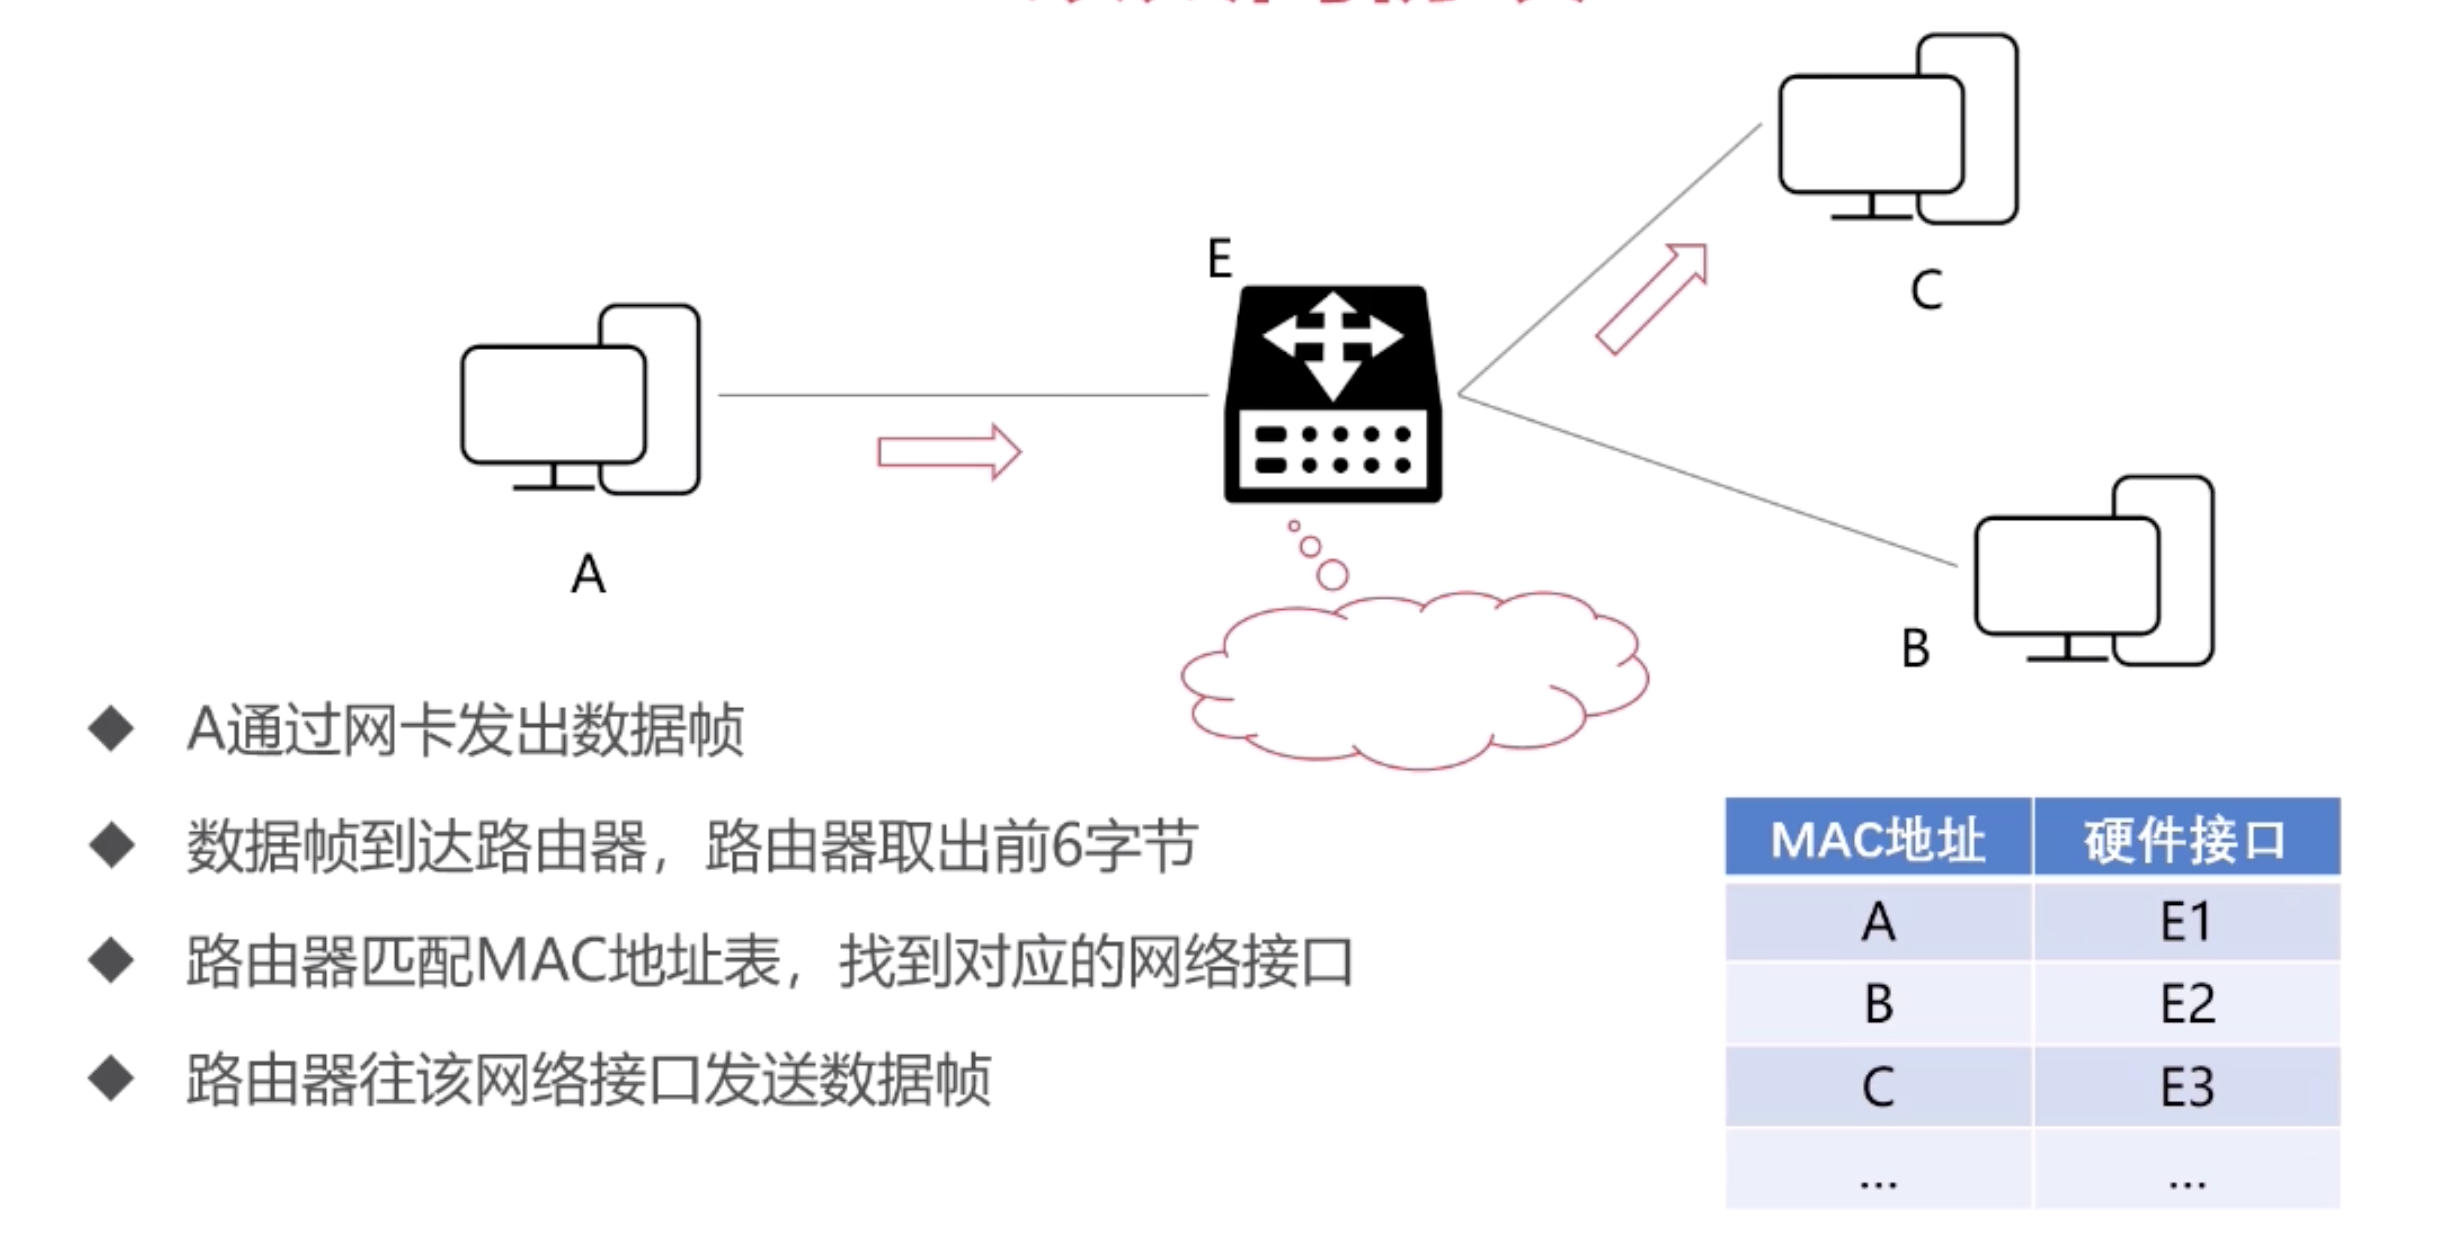 E
C
A
B
A通过网卡发出数据帧
数据帧到达路由器，路由器取出前6字节
路由器匹配MAC地址表，找到对应的网络接口
路由器往该网络接口发送数据帧
MAC地址 硬件接口
A E1
B E2
C E3
... ...